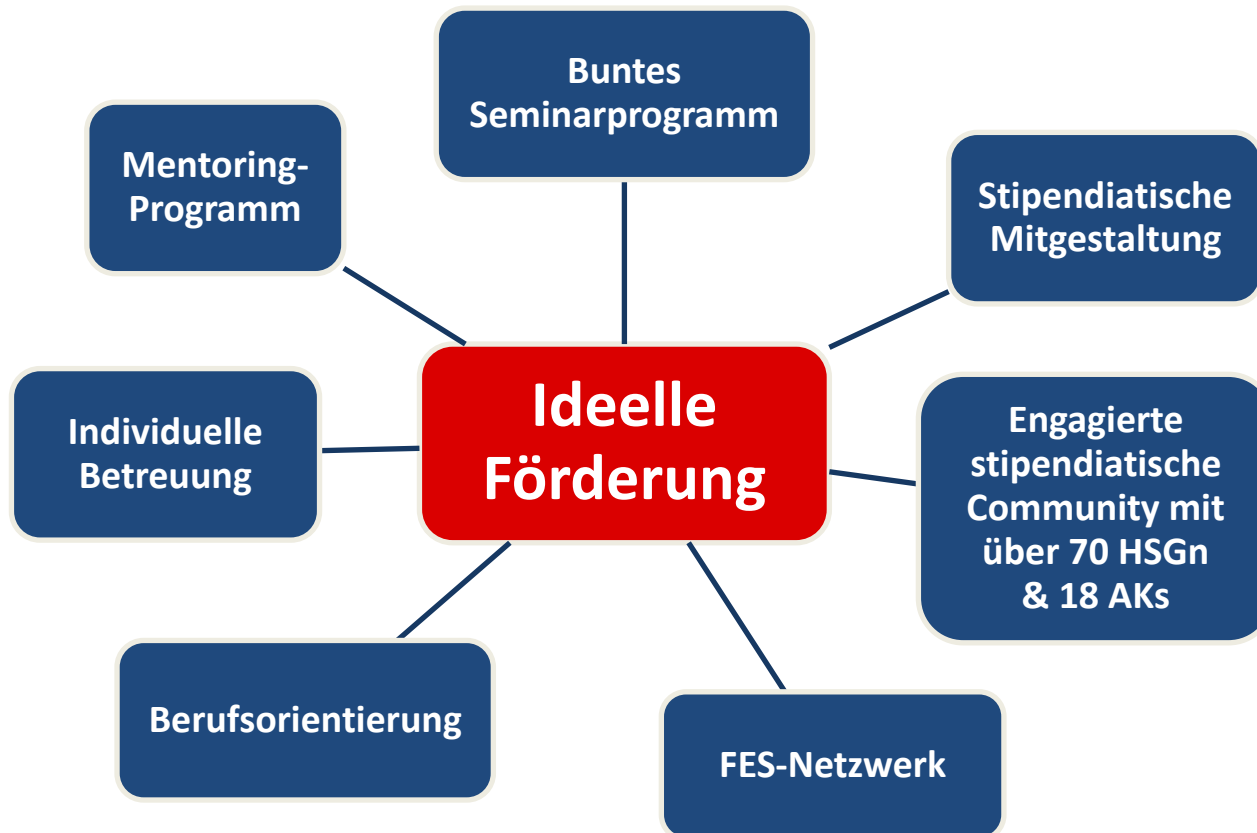 Buntes
Seminarprogramm
Mentoring-
Programm
Stipendiatische
Mitgestaltung
Ideelle
Förderung
Individuelle
Betreuung
Engagierte
stipendiatische
Community mit
über 70 HSGn
& 18 AKs
Berufsorientierung
FES-Netzwerk